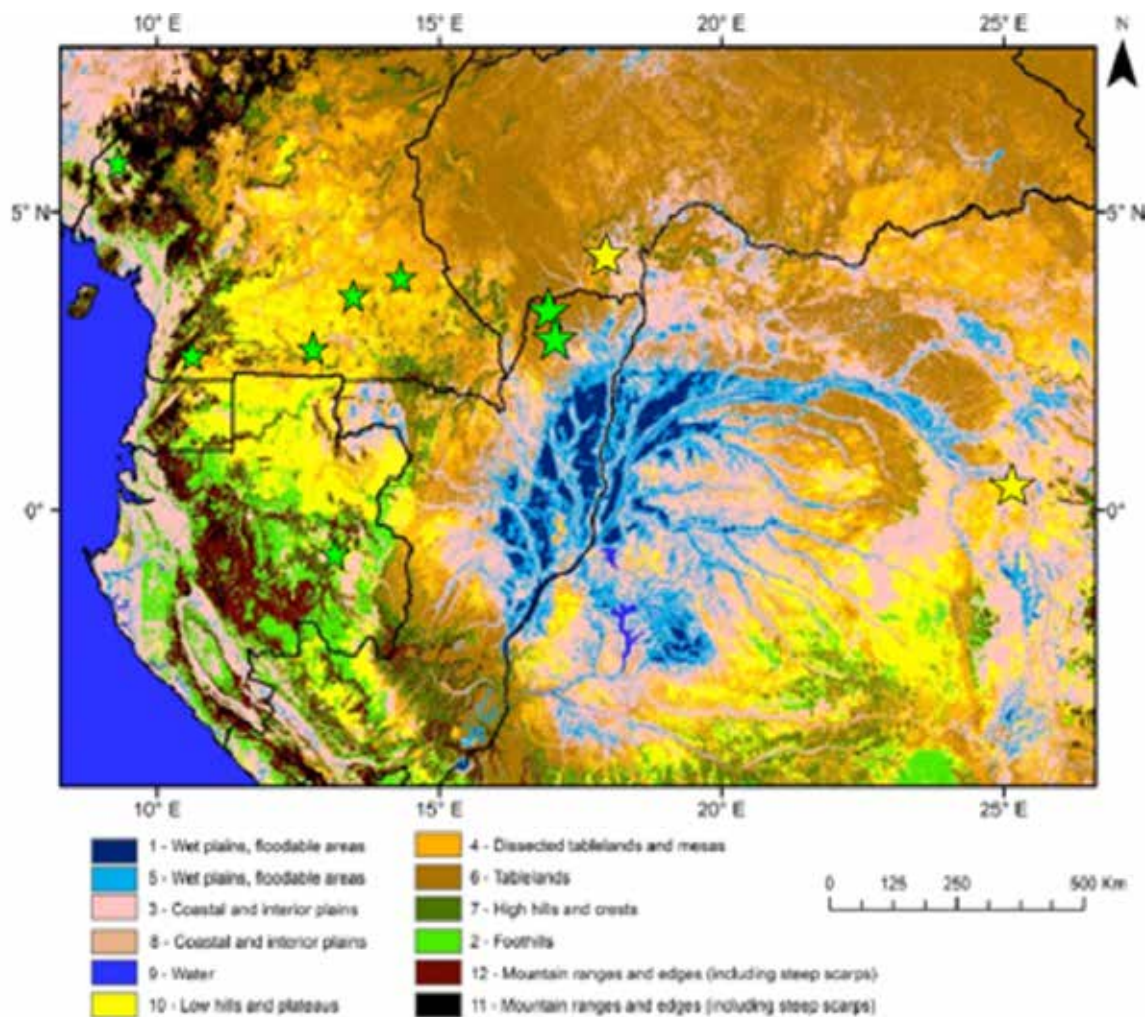 10° E 15° E 20° E 25° E N
5° N 5° N
0° 0°
10° E 15° E 20° E 25° E
1 - Wet plains, floodable areas
5 - Wet plains, floodable areas
3 - Coastal and interior plains
8 - Coastal and interior plains
9 - Water
10 - Low hills and plateaus
4 - Dissected tablelands and mesas
6 - Tablelands
7 - High hills and crests
2 - Foothills
12 - Mountain ranges and edges (including steep scarps)
11 - Mountain ranges and edges (including steep scarps)
0 125 250 500 Km